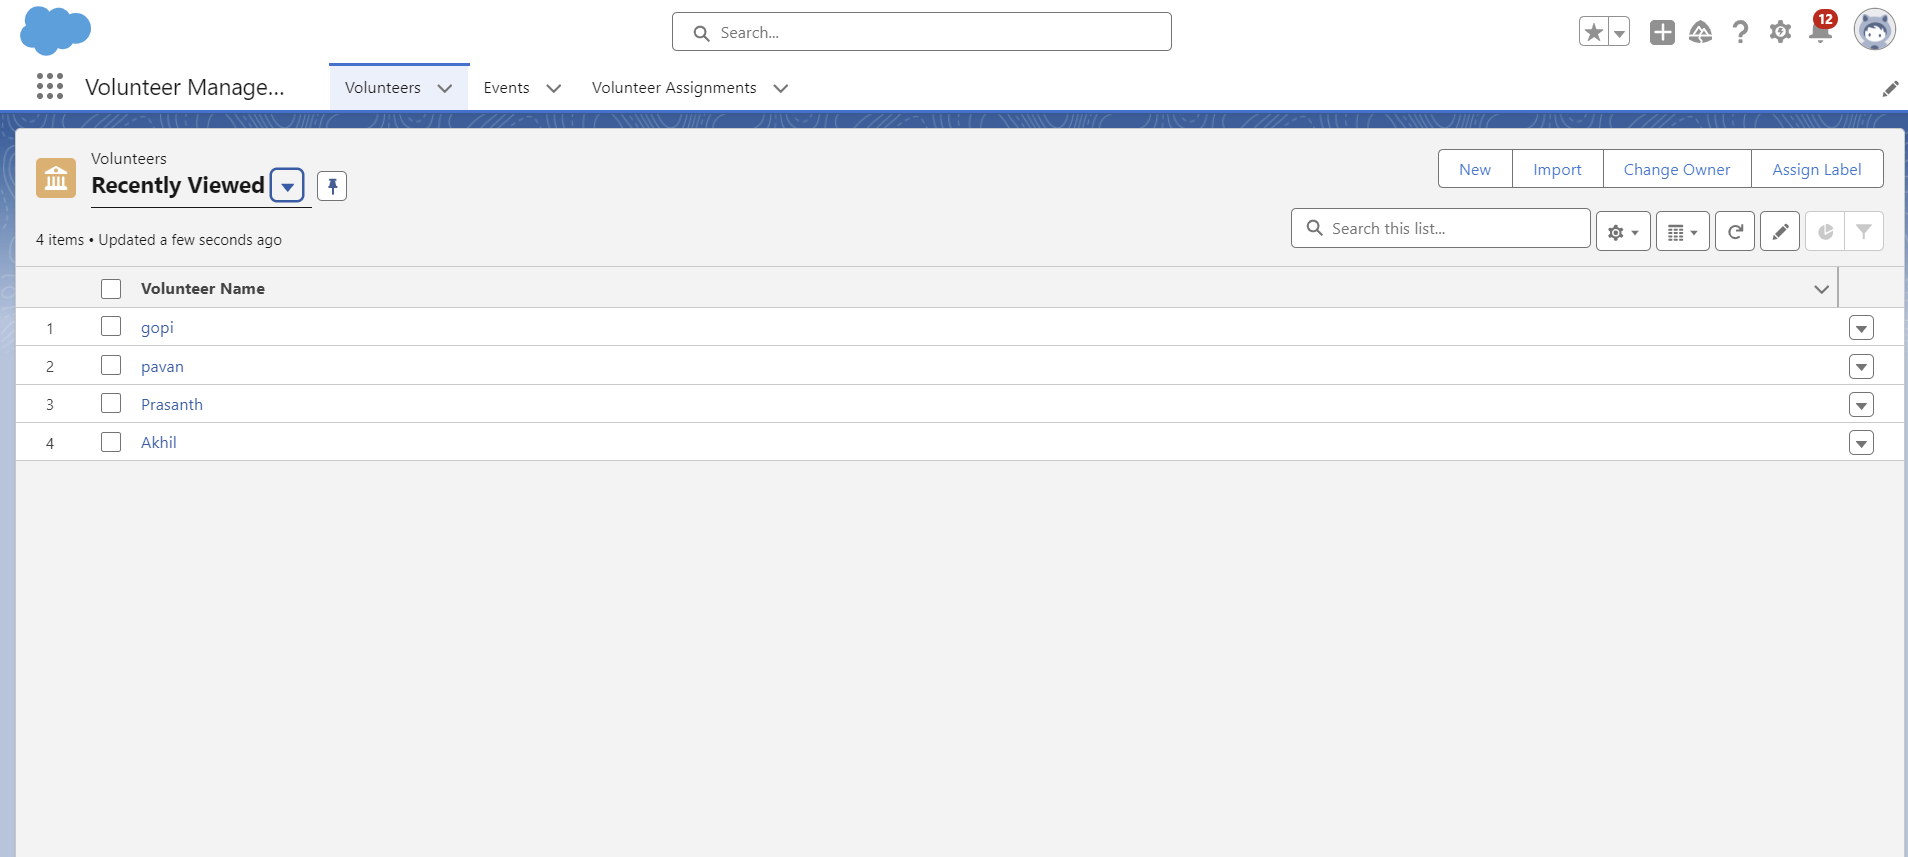 Search...
12
Volunteer Manage...
Volunteers
Events
Volunteer Assignments
Volunteers
Recently Viewed
New
Import
Change Owner
Assign Label
4 items • Updated a few seconds ago
Search this list...
Volunteer Name
1 gopi
2 pavan
3 Prasanth
4 Akhil